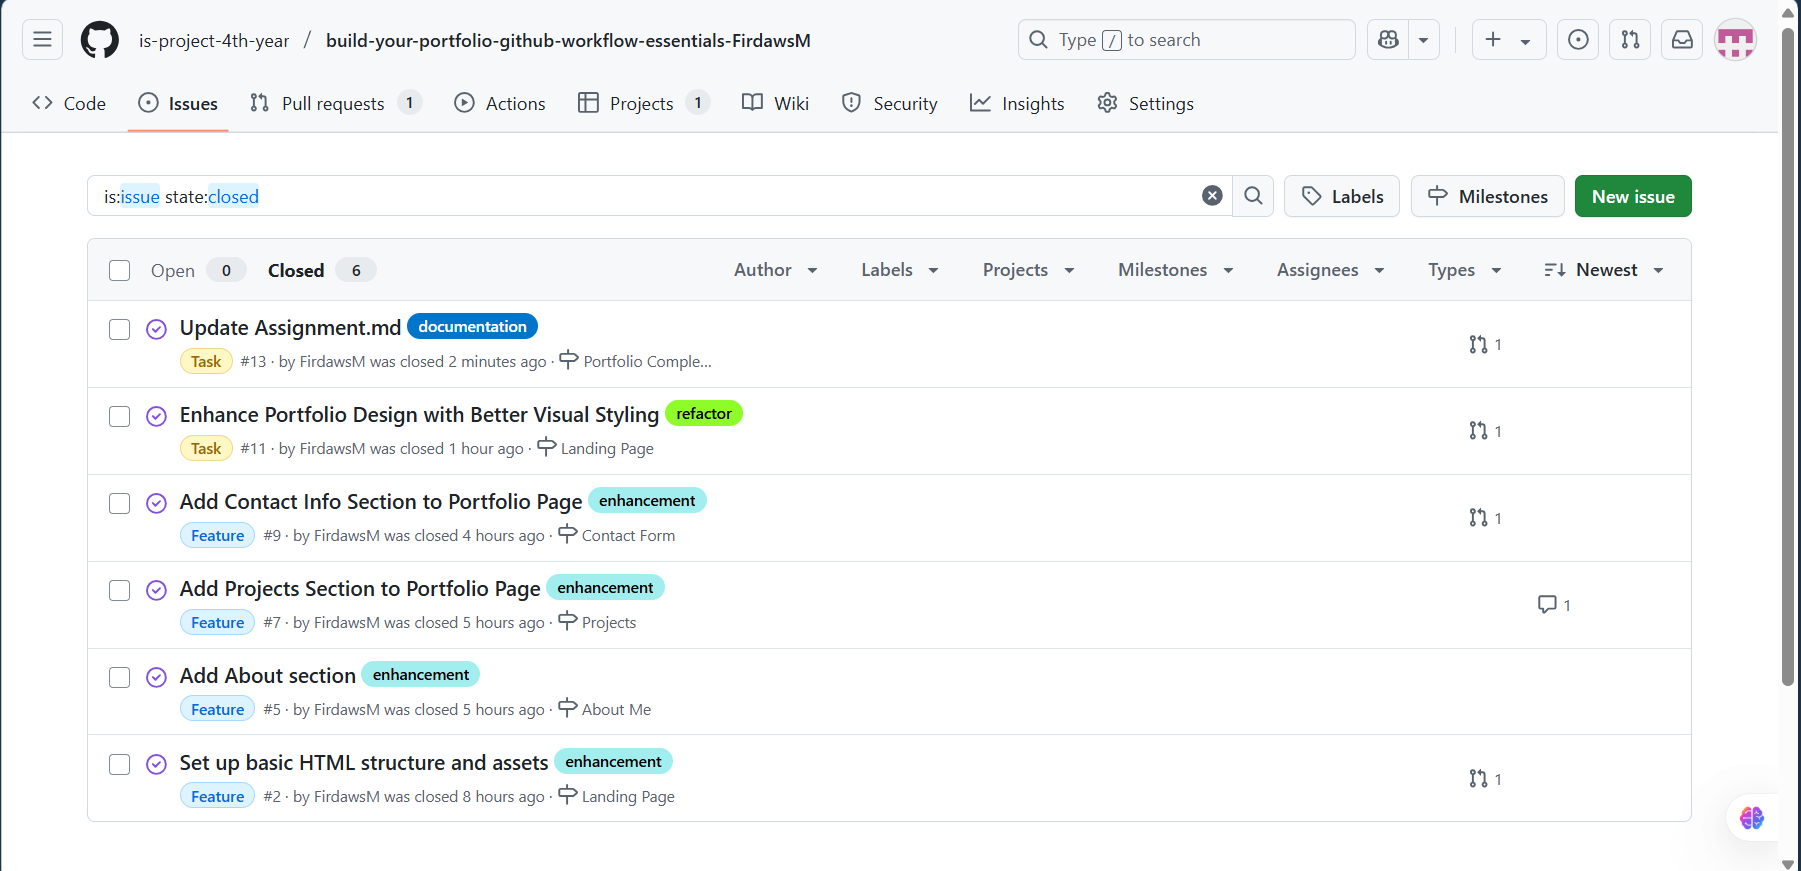 is-project-4th-year / build-your-portfolio-github-workflow-essentials-FirdawsM
Type / to search
Code
Issues
Pull requests 1
Actions
Projects 1
Wiki
Security
Insights
Settings
is:issue state:closed
Labels
Milestones
New issue
Open 0
Closed 6
Author
Labels
Projects
Milestones
Assignees
Types
Newest
Update Assignment.md documentation
Task #13 · by FirdawsM was closed 2 minutes ago · Portfolio Comple...
1
Enhance Portfolio Design with Better Visual Styling refactor
Task #11 · by FirdawsM was closed 1 hour ago · Landing Page
1
Add Contact Info Section to Portfolio Page enhancement
Feature #9 · by FirdawsM was closed 4 hours ago · Contact Form
1
Add Projects Section to Portfolio Page enhancement
Feature #7 · by FirdawsM was closed 5 hours ago · Projects
1
Add About section enhancement
Feature #5 · by FirdawsM was closed 5 hours ago · About Me
Set up basic HTML structure and assets enhancement
Feature #2 · by FirdawsM was closed 8 hours ago · Landing Page
1